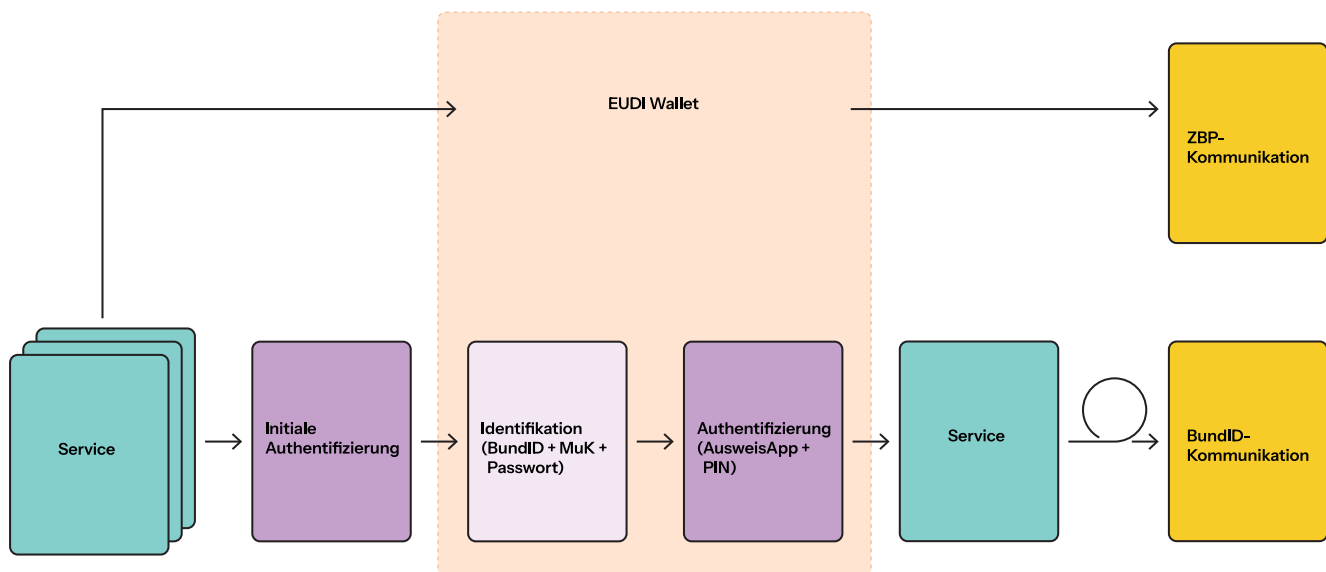 EUDI Wallet
ZBP-
Kommunikation
Service
Initiale
Authentifizierung
Identifikation
(BundID + MuK +
Passwort)
Authentifizierung
(AusweisApp +
PIN)
Service
BundID-
Kommunikation